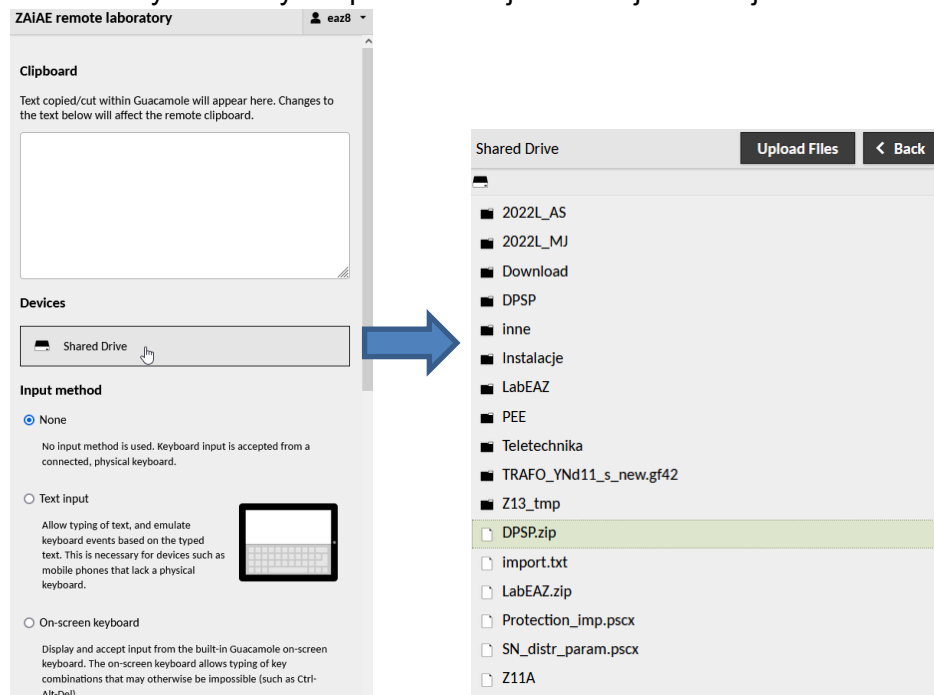 ZAiAE remote laboratory
eaz8
Clipboard
Text copied/cut within Guacamole will appear here. Changes to
the text below will affect the remote clipboard.
Devices
Shared Drive
Input method
None
No input method is used. Keyboard input is accepted from a
connected, physical keyboard.
Text input
Allow typing of text, and emulate
keyboard events based on the typed
text. This is necessary for devices such as
mobile phones that lack a physical
keyboard.
On-screen keyboard
Display and accept input from the built-in Guacamole on-screen
keyboard. The on-screen keyboard allows typing of key
combinations that may otherwise be impossible (such as Ctrl-
Alt-Del).
Shared Drive
Upload Files
Back
2022L_AS
2022L_MJ
Download
DPSP
inne
Instalacje
LabEAZ
PEE
Teletechnika
TRAFO_YNd11_s_new.gf42
Z13_tmp
DPSP.zip
import.txt
LabEAZ.zip
Protection_imp.pscx
SN_distr_param.pscx
Z11A